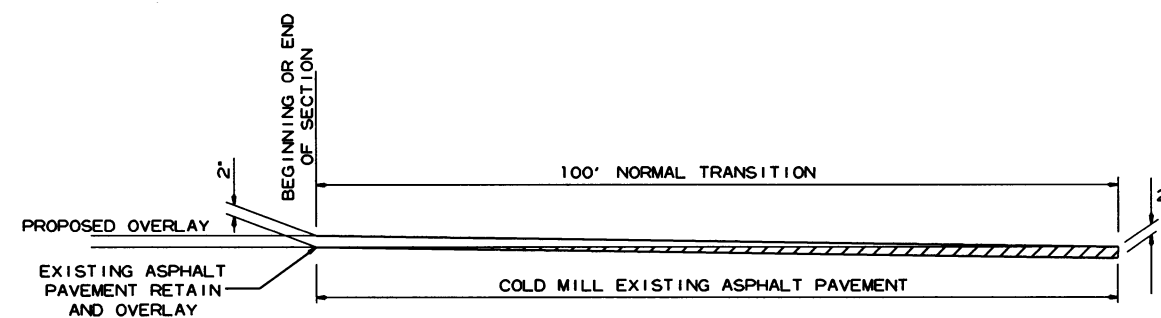 BEGINNING OR END
OF SECTION
2"
100' NORMAL TRANSITION
2
PROPOSED OVERLAY
EXISTING ASPHALT
PAVEMENT RETAIN
AND OVERLAY
COLD MILL EXISTING ASPHALT PAVEMENT